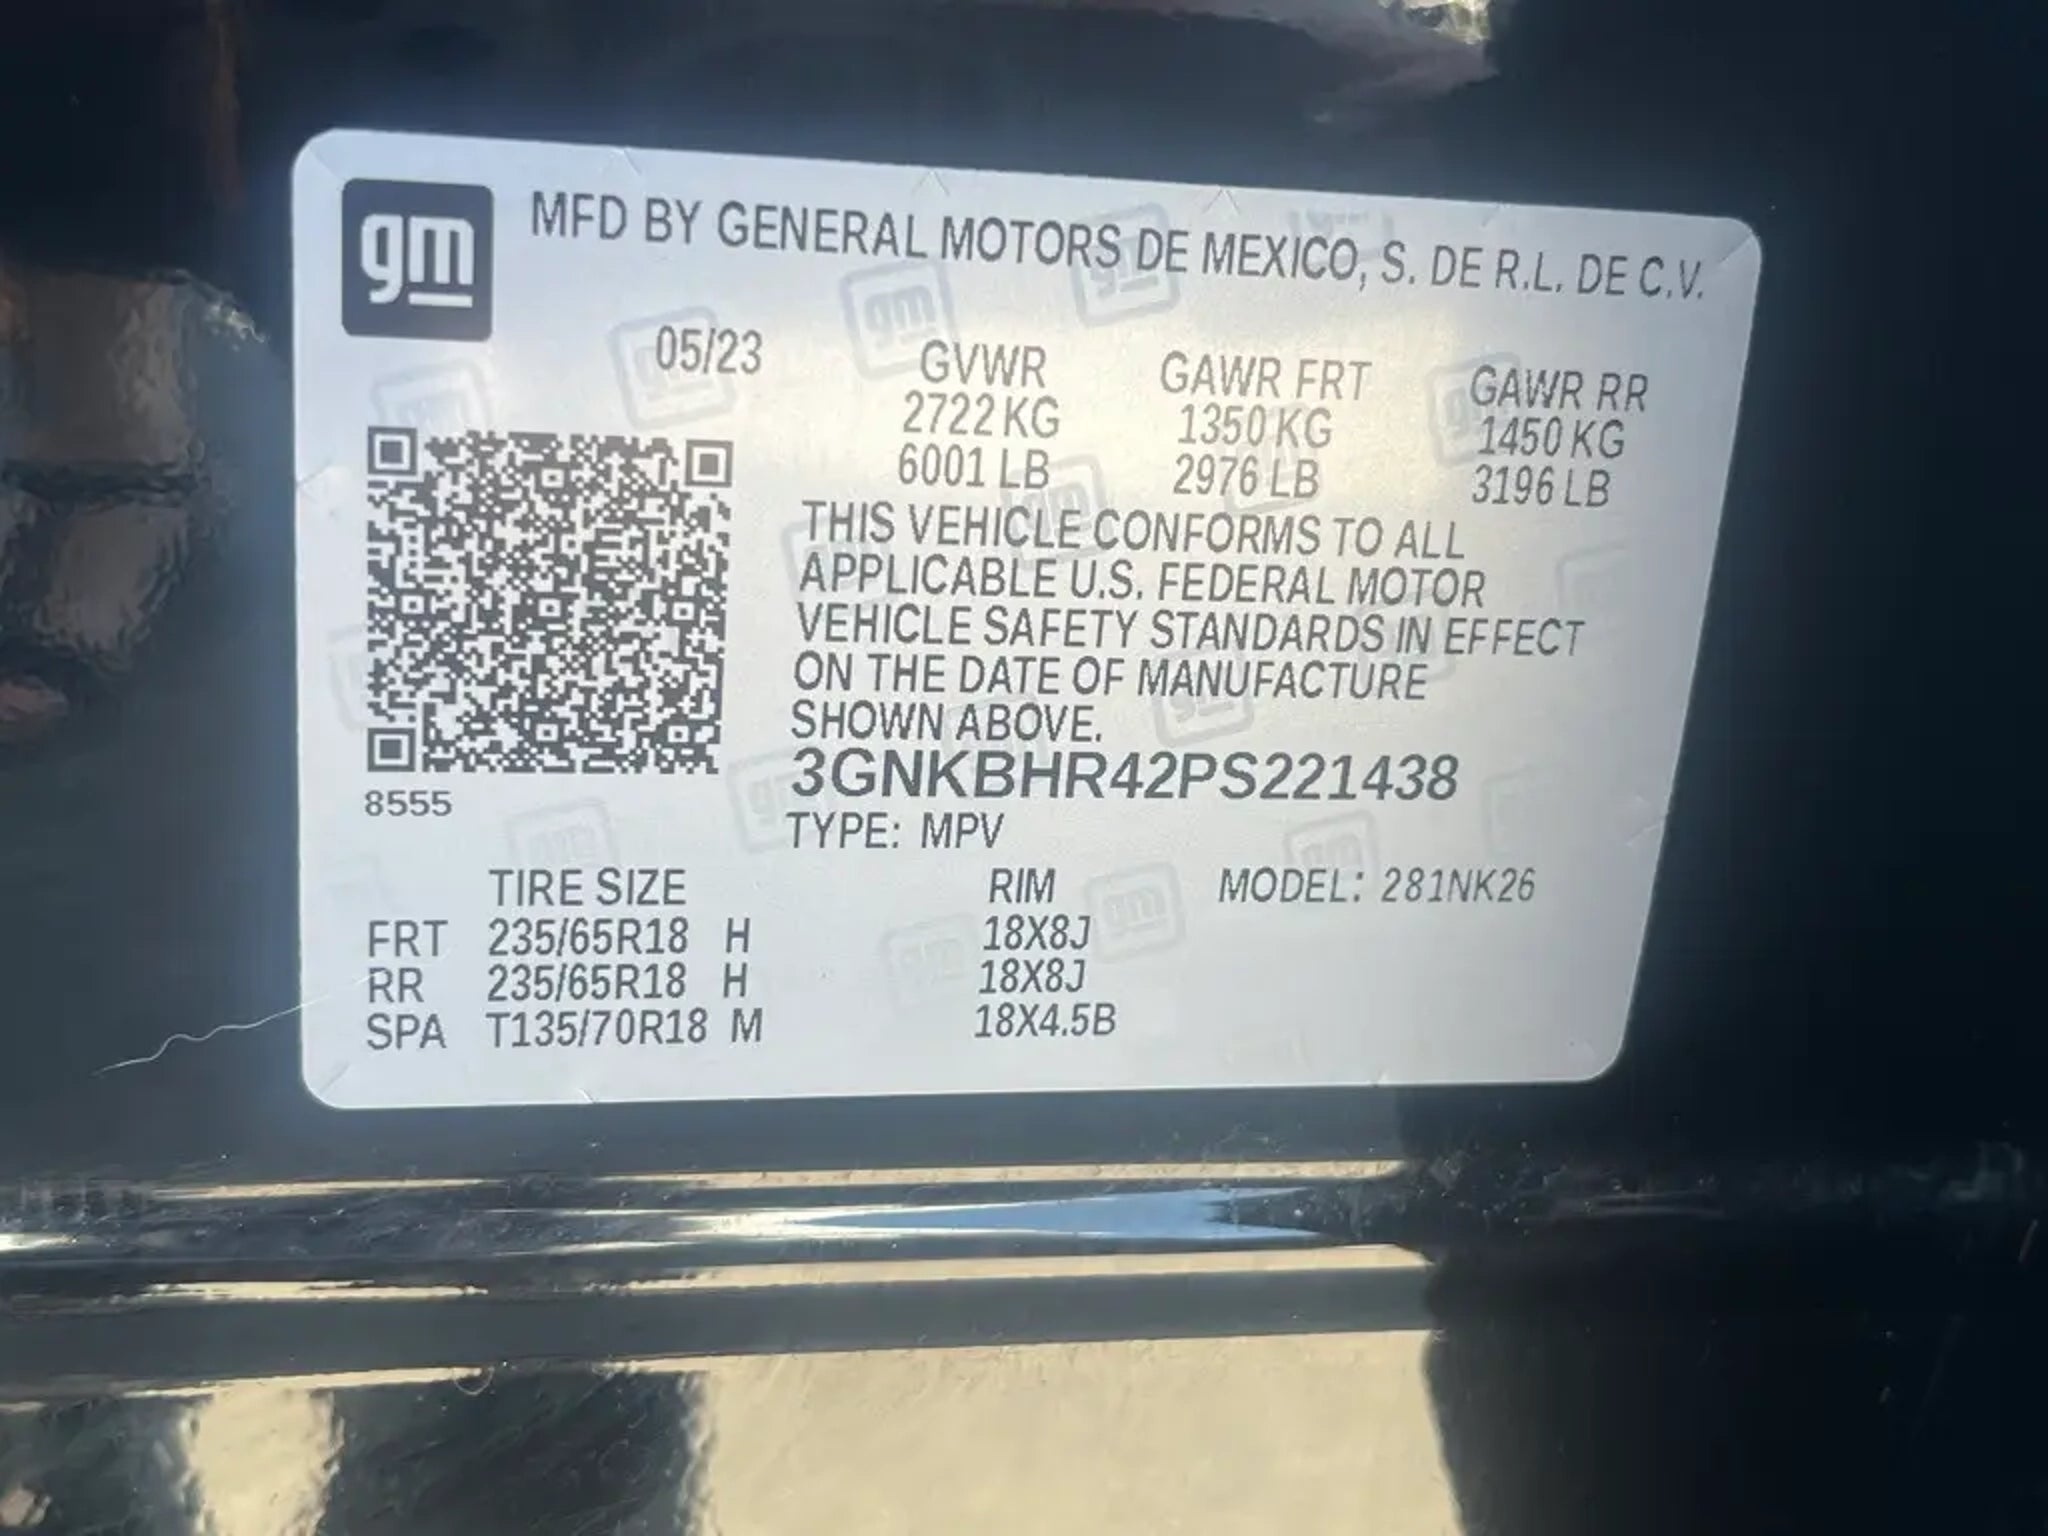 gm
MFD BY GENERAL MOTORS DE MEXICO, S. DE R.L. DE C.V.
05/23 GVWR GAWR FRT GAWR RR
2722 KG 1350 KG 1450 KG
6001 LB 2976 LB 3196 LB
THIS VEHICLE CONFORMS TO ALL
APPLICABLE U.S. FEDERAL MOTOR
VEHICLE SAFETY STANDARDS IN EFFECT
ON THE DATE OF MANUFACTURE
SHOWN ABOVE.
3GNKBHR42PS221438
8555
TYPE: MPV
TIRE SIZE RIM MODEL: 281NK26
FRT 235/65R18 H 18X8J
RR 235/65R18 H 18X8J
SPA T135/70R18 M 18X4.5B